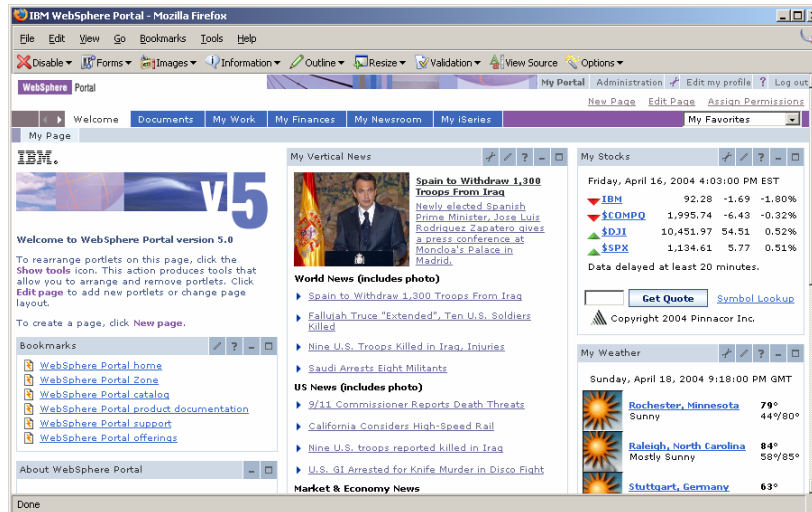 IBM WebSphere Portal - Mozilla Firefox
File Edit View Go Bookmarks Tools Help
Disable Forms Images Information Outline Resize Validation View Source Options
WebSphere Portal
My Portal Administration Edit my profile ? Log out
New Page Edit Page Assign Permissions
Welcome Documents My Work My Finances My Newsroom My iSeries My Favorites
My Page
IBM.
v5
Welcome to WebSphere Portal version 5.0
To rearrange portlets on this page, click the
Show tools icon. This action produces tools that
allow you to arrange and remove portlets. Click
Edit page to add new portlets or change page
layout.
To create a page, click New page.
Bookmarks ?
WebSphere Portal home
WebSphere Portal Zone
WebSphere Portal catalog
WebSphere Portal product documentation
WebSphere Portal support
WebSphere Portal offerings
About WebSphere Portal
My Vertical News ?
Spain to Withdraw 1,300
Troops From Iraq
Newly elected Spanish
Prime Minister, Jose Luis
Rodriguez Zapatero gives
a press conference at
Moncloa's Palace in
Madrid.
World News (includes photo)
Spain to Withdraw 1,300 Troops From Iraq
Fallujah Truce "Extended", Ten U.S. Soldiers
Killed
Nine U.S. Troops Killed in Iraq, Injuries
Saudi Arrests Eight Militants
US News (includes photo)
9/11 Commissioner Reports Death Threats
California Considers High-Speed Rail
Nine U.S. troops reported killed in Iraq
U.S. GI Arrested for Knife Murder in Disco Fight
Market & Economy News
My Stocks ?
Friday, April 16, 2004 4:03:00 PM EST
IBM 92.28 -1.69 -1.80%
$COMPQ 1,995.74 -6.43 -0.32%
$DJI 10,451.97 54.51 0.52%
$SPX 1,134.61 5.77 0.51%
Data delayed at least 20 minutes.
Get Quote Symbol Lookup
Copyright 2004 Pinnacor Inc.
My Weather ?
Sunday, April 18, 2004 9:18:00 PM GMT
Rochester, Minnesota 79°
Sunny 44°/80°
Raleigh, North Carolina 84°
Mostly Sunny 58°/85°
Stuttgart, Germany 63°
Done